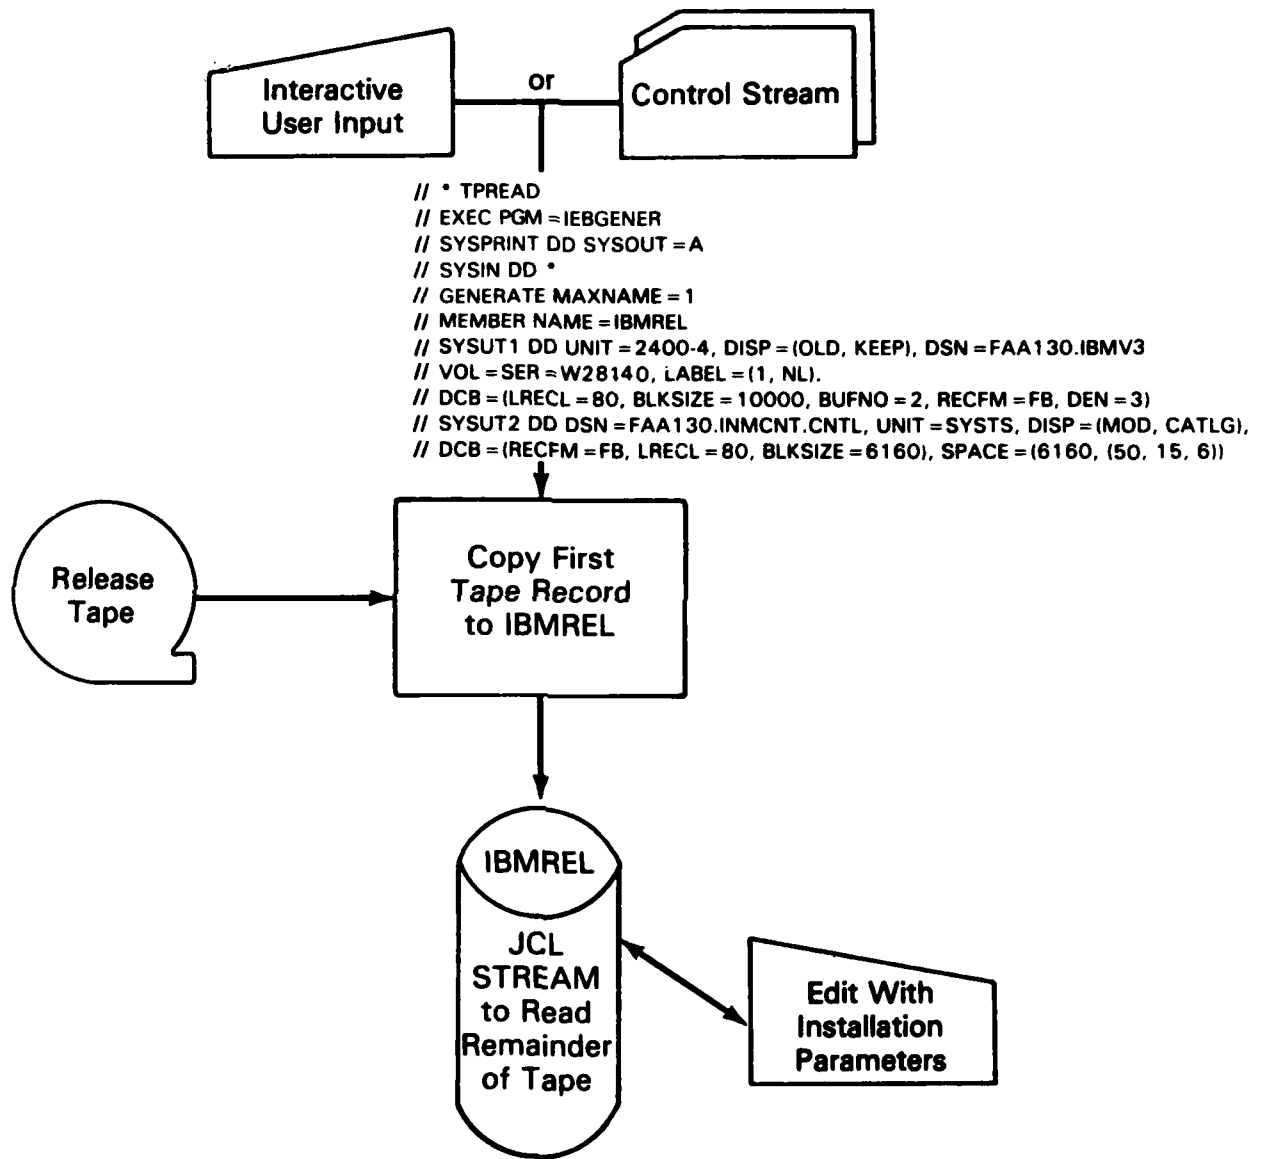 Interactive
User Input
or
Control Stream
// * TPREAD
// EXEC PGM = IEBGENER
// SYSPRINT DD SYSOUT = A
// SYSIN DD *
// GENERATE MAXNAME = 1
// MEMBER NAME = IBMREL
// SYSUT1 DD UNIT = 2400-4, DISP = (OLD, KEEP), DSN = FAA130.IBMV3
// VOL = SER = W28140, LABEL = (1, NL).
// DCB = (LRECL = 80, BLKSIZE = 10000, BUFNO = 2, RECFM = FB, DEN = 3)
// SYSUT2 DD DSN = FAA130.INMCNT.CNTL, UNIT = SYSTS, DISP = (MOD, CATLG),
// DCB = (RECFM = FB, LRECL = 80, BLKSIZE = 6160), SPACE = (6160, (50, 15, 6))
Release
Tape
Copy First
Tape Record
to IBMREL
IBMREL
JCL
STREAM
to Read
Remainder
of Tape
Edit With
Installation
Parameters